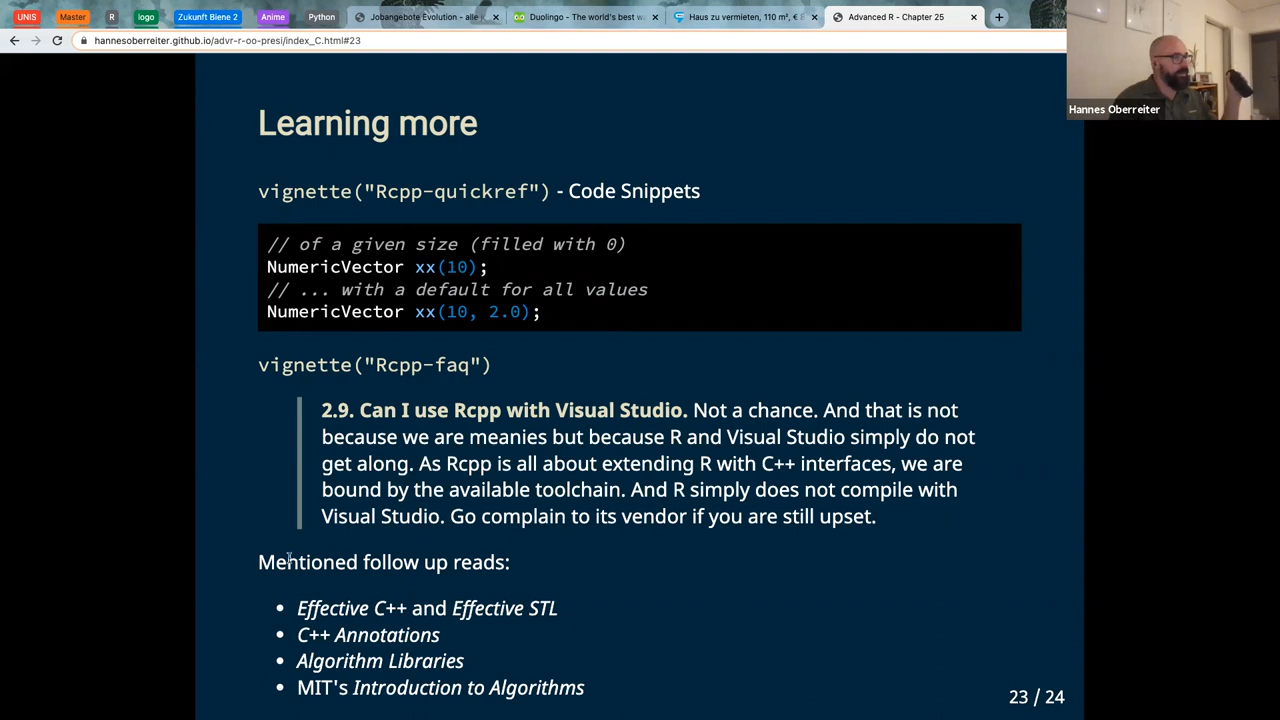 UNIS Master R logo Zukunft Biene 2 Anime Python Jobangebote Evolution - alle j Duolingo - The world's best w Haus zu vermieten, 110 m², € 8 Advanced R - Chapter 25
hannesoberreiter.github.io/advr-r-oo-presi/index_C.html#23
Hannes Oberreiter
Learning more
vignette("Rcpp-quickref") - Code Snippets
// of a given size (filled with 0)
NumericVector xx(10);
// ... with a default for all values
NumericVector xx(10, 2.0);
vignette("Rcpp-faq")
2.9. Can I use Rcpp with Visual Studio. Not a chance. And that is not
because we are meanies but because R and Visual Studio simply do not
get along. As Rcpp is all about extending R with C++ interfaces, we are
bound by the available toolchain. And R simply does not compile with
Visual Studio. Go complain to its vendor if you are still upset.
Mentioned follow up reads:
• Effective C++ and Effective STL
• C++ Annotations
• Algorithm Libraries
• MIT's Introduction to Algorithms
23 / 24